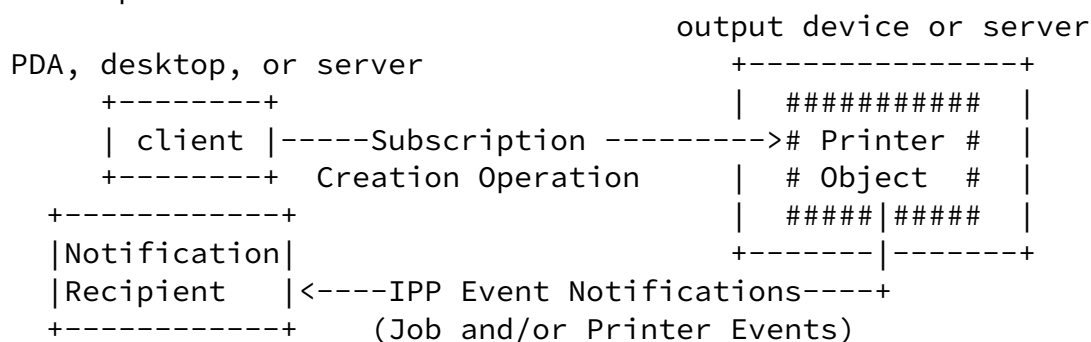 output device or server
PDA, desktop, or server                    +---------------+
     +--------+                            |  ###########  |
     | client |-----Subscription ---------># Printer #  |
     +--------+  Creation Operation     |  # Object  #  |
  +------------+                        |  #####|#####  |
  |Notification|                        +-------|-------+
  |Recipient   |<----IPP Event Notifications----+
  +------------+    (Job and/or Printer Events)